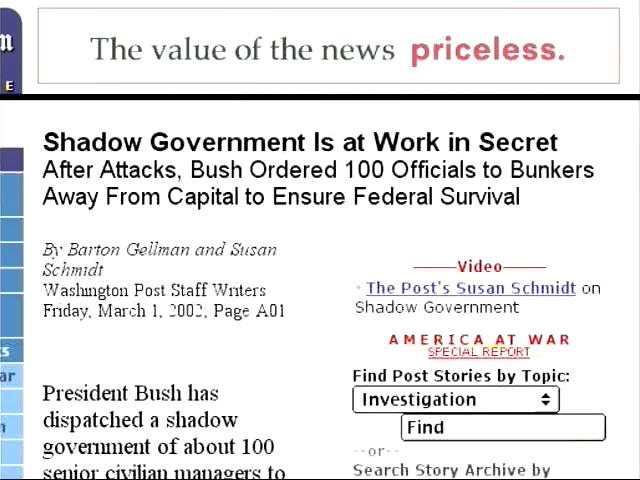 The value of the news priceless.
E
Shadow Government Is at Work in Secret
After Attacks, Bush Ordered 100 Officials to Bunkers
Away From Capital to Ensure Federal Survival
By Barton Gellman and Susan
Schmidt
Washington Post Staff Writers
Friday, March 1, 2002; Page A01
Video
The Post's Susan Schmidt on
Shadow Government
AMERICA AT WAR
SPECIAL REPORT
Find Post Stories by Topic:
Investigation
Find
--or--
Search Story Archive by
President Bush has
dispatched a shadow
government of about 100
senior civilian managers to